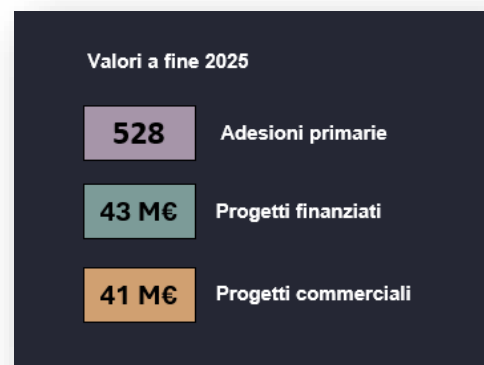 Valori a fine 2025
528 Adesioni primarie
43 M€ Progetti finanziati
41 M€ Progetti commerciali